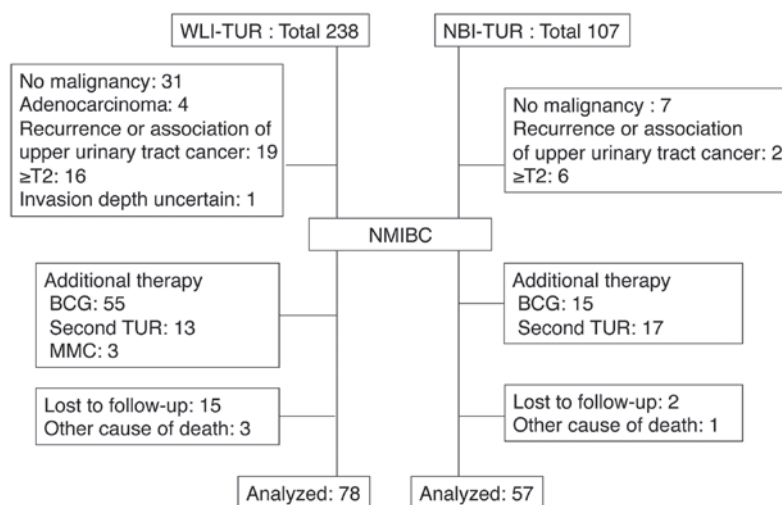 WLI-TUR : Total 238
NBI-TUR : Total 107
No malignancy: 31
Adenocarcinoma: 4
Recurrence or association of
upper urinary tract cancer: 19
≥T2: 16
Invasion depth uncertain: 1
No malignancy : 7
Recurrence or association
of upper urinary tract cancer: 2
≥T2: 6
NMIBC
Additional therapy
BCG: 55
Second TUR: 13
MMC: 3
Additional therapy
BCG: 15
Second TUR: 17
Lost to follow-up: 15
Other cause of death: 3
Lost to follow-up: 2
Other cause of death: 1
Analyzed: 78
Analyzed: 57